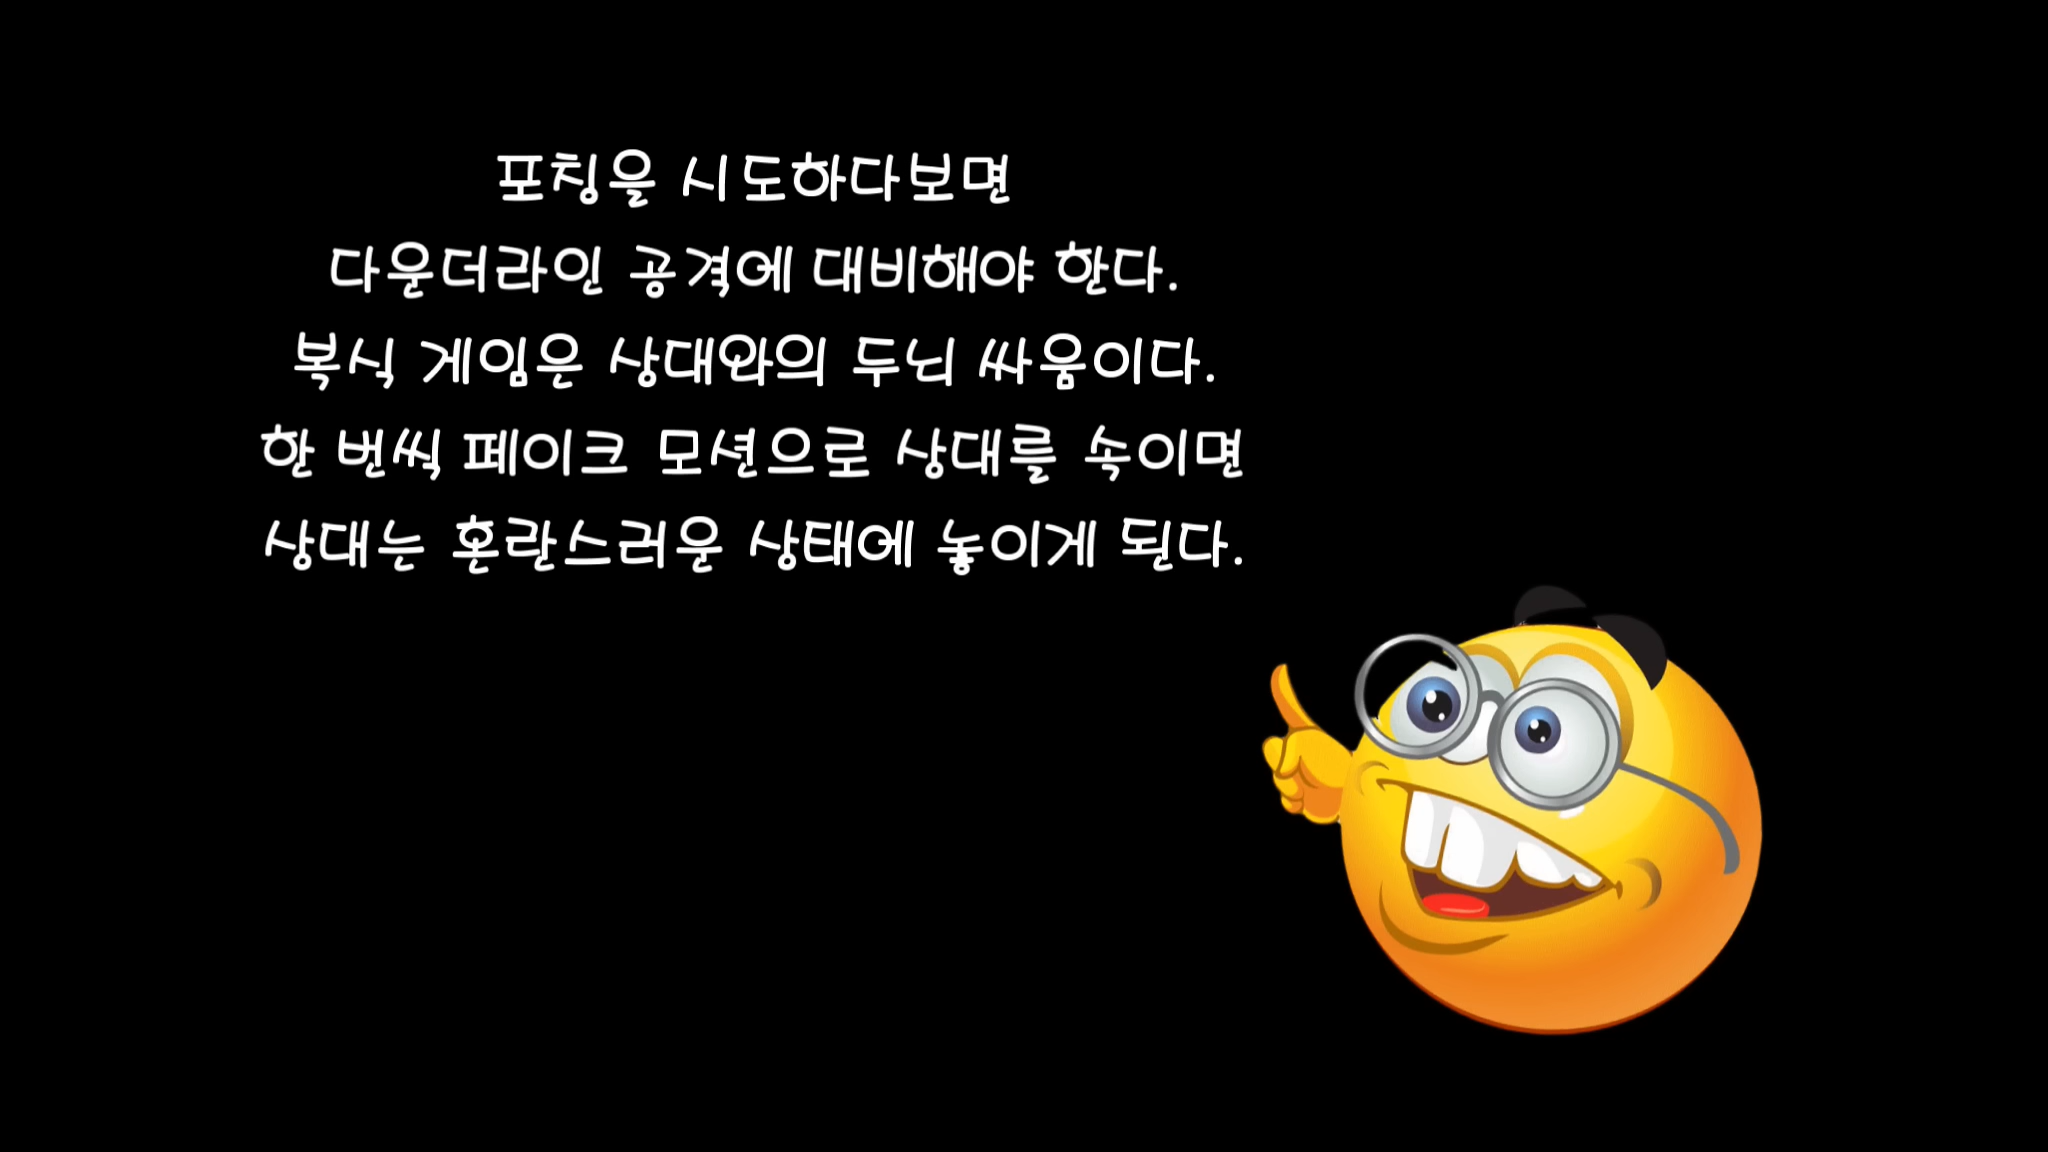 포칭을 시도하다보면
다운더라인 공격에 대비해야 한다.
복식 게임은 상대와의 두뇌 싸움이다.
한 번씩 페이크 모션으로 상대를 속이면
상대는 혼란스러운 상태에 놓이게 된다.